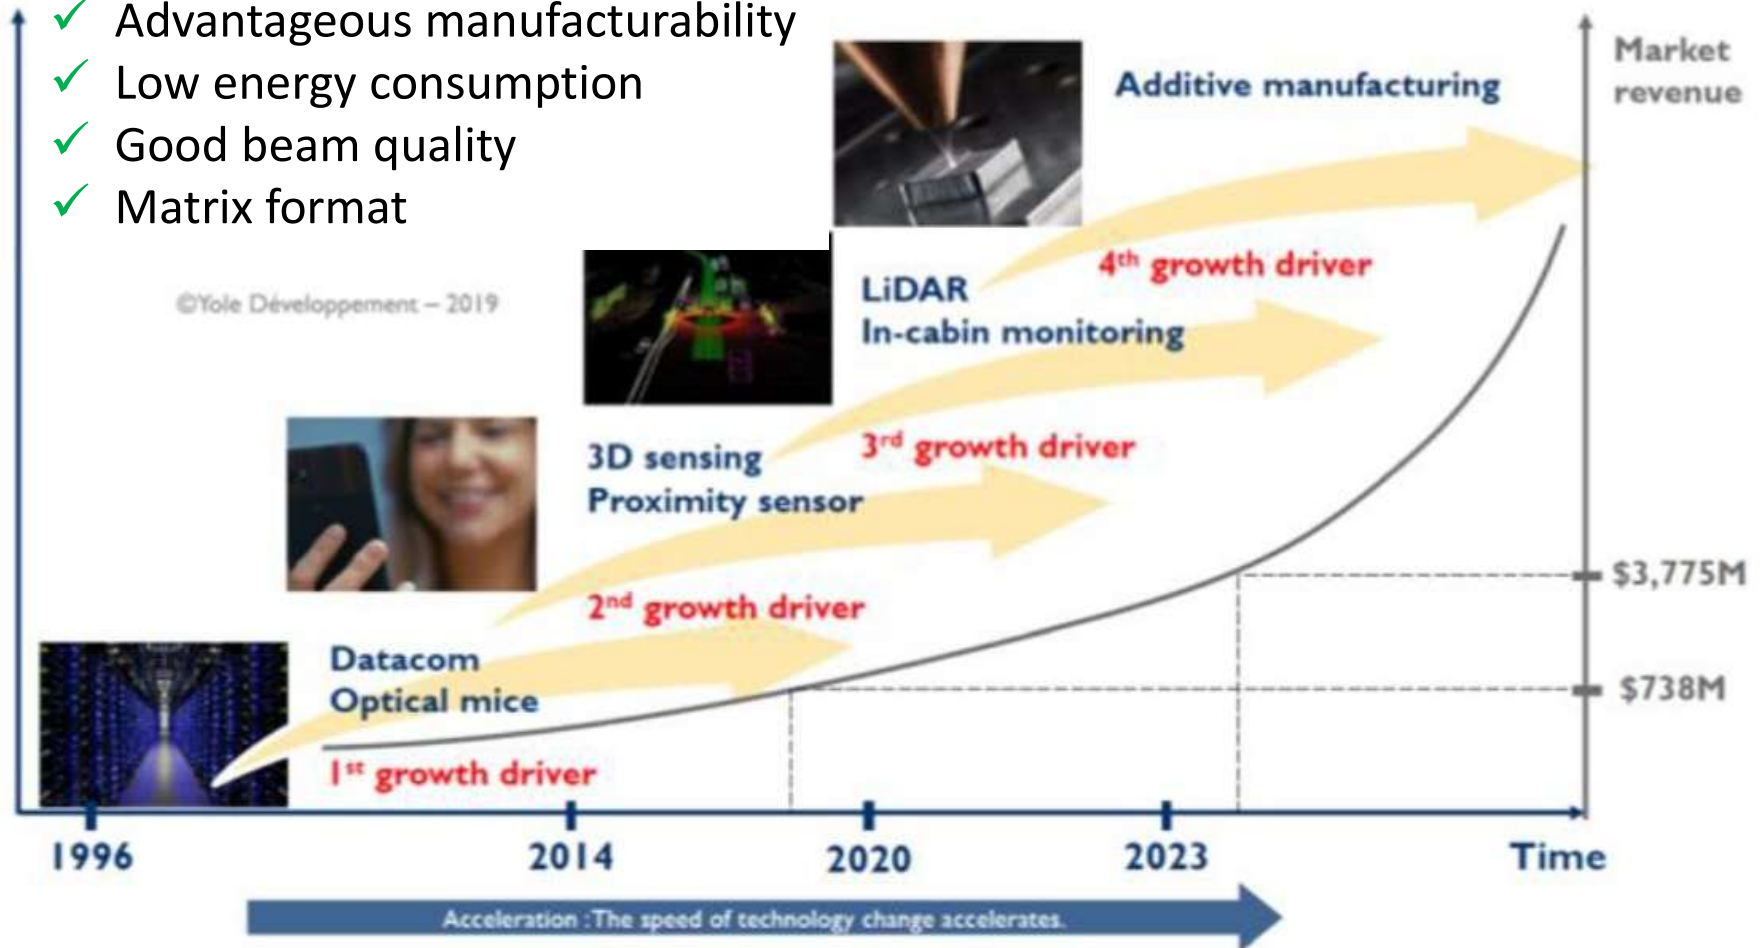 ✓ Advantageous manufacturability
✓ Low energy consumption
✓ Good beam quality
✓ Matrix format
Market
revenue
Additive manufacturing
4th growth driver
LiDAR
In-cabin monitoring
©Yole Développement – 2019
3rd growth driver
3D sensing
Proximity sensor
2nd growth driver
$3,775M
Datacom
Optical mice
$738M
1st growth driver
1996 2014 2020 2023 Time
Acceleration :The speed of technology change accelerates.